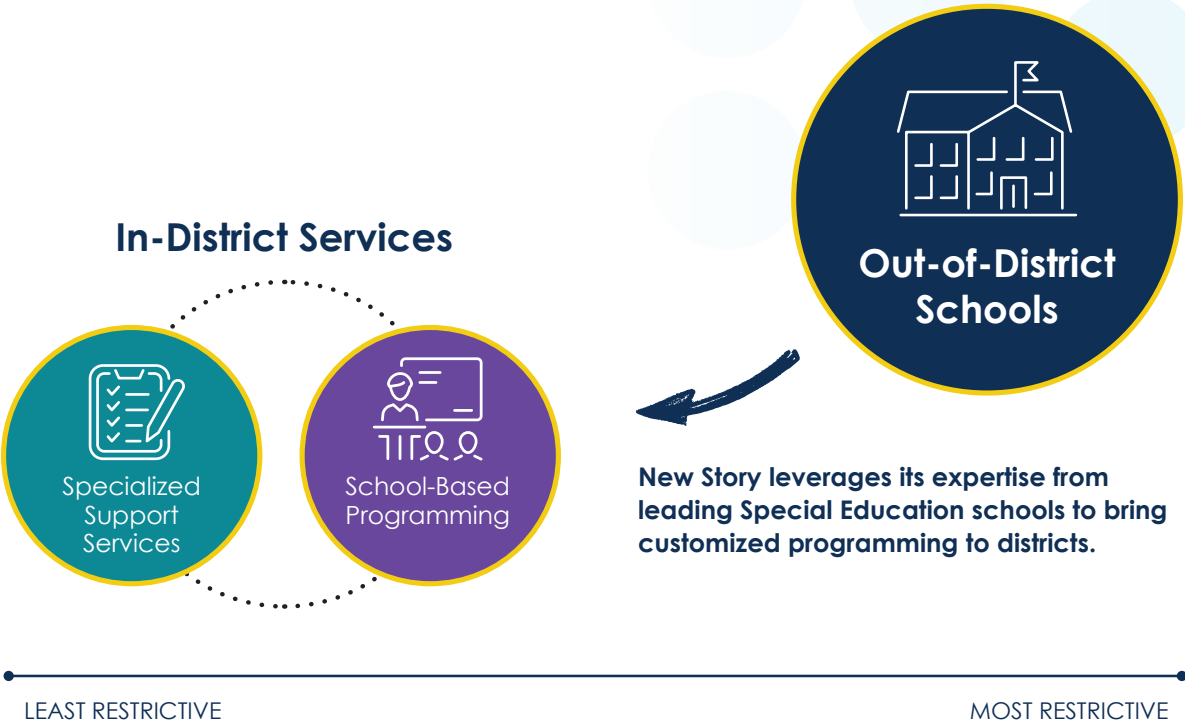 In-District Services
Specialized
Support
Services
School-Based
Programming
Out-of-District
Schools
New Story leverages its expertise from
leading Special Education schools to bring
customized programming to districts.
LEAST RESTRICTIVE
MOST RESTRICTIVE